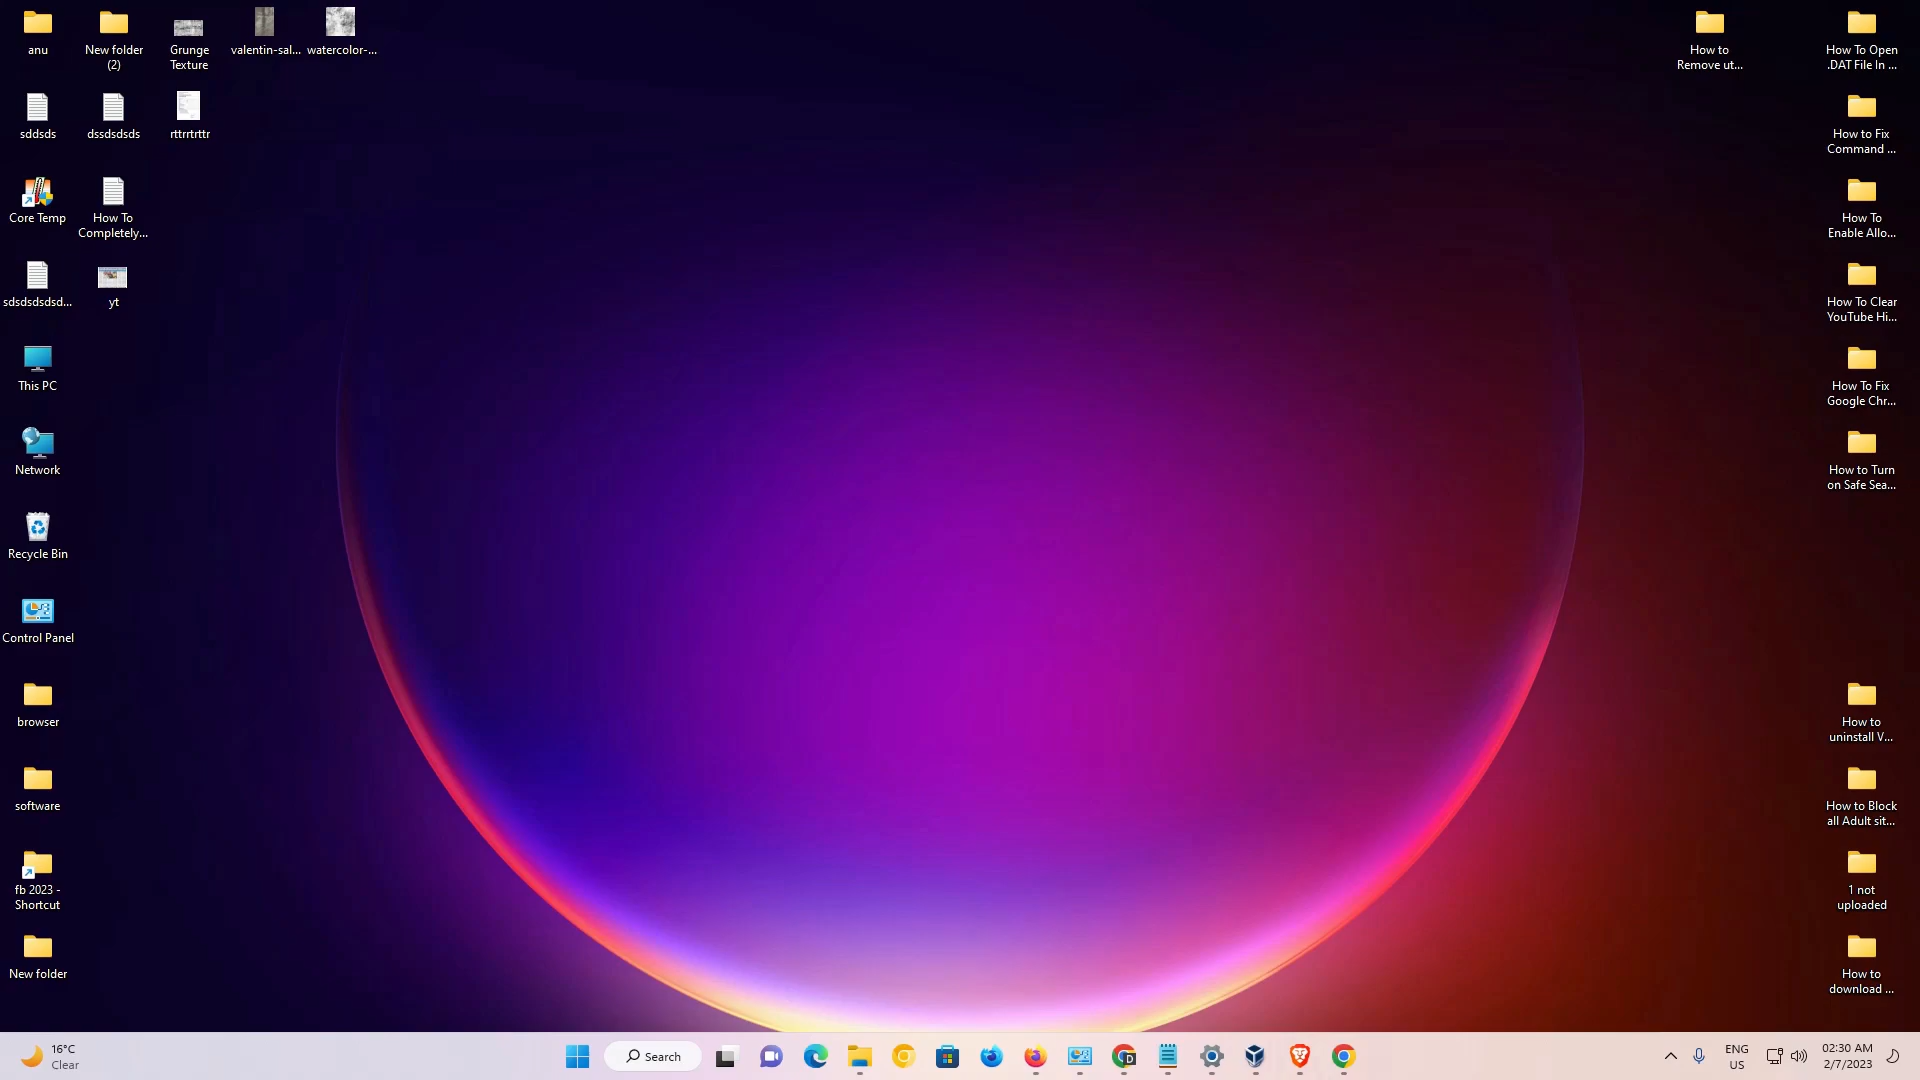 anu
New folder
(2)
Grunge
Texture
valentin-sal...
watercolor-...
How to
Remove ut...
How To Open
.DAT File In ...
sddsds
dssdsdsds
rttrrtrttr
How to Fix
Command ...
Core Temp
How To
Completely...
How To
Enable Allo...
sdsdsdsdsd...
yt
How To Clear
YouTube Hi...
This PC
How To Fix
Google Chr...
Network
How to Turn
on Safe Sea...
Recycle Bin
Control Panel
browser
How to
uninstall V...
software
How to Block
all Adult sit...
fb 2023 -
Shortcut
1 not
uploaded
New folder
How to
download ...
16°C
Clear
Search
D
ENG
US
02:30 AM
2/7/2023